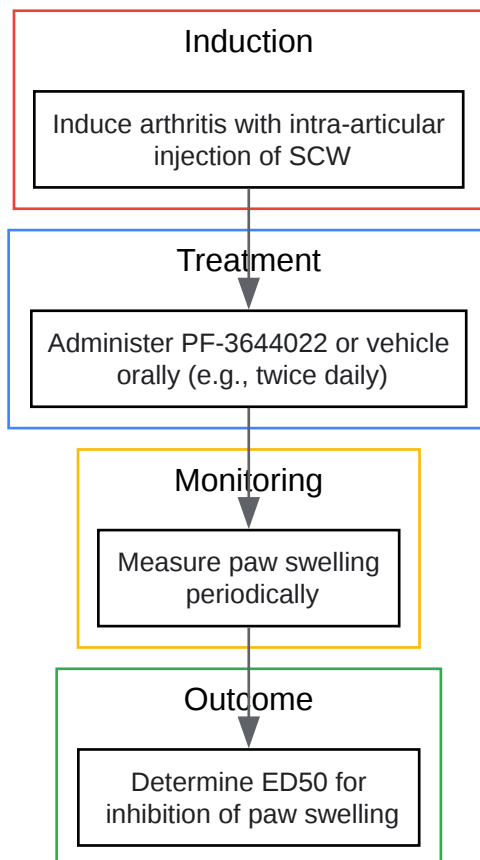 Induction
Induce arthritis with intra-articular
injection of SCW
Treatment
Administer PF-3644022 or vehicle
orally (e.g., twice daily)
Monitoring
Measure paw swelling
periodically
Outcome
Determine ED50 for
inhibition of paw swelling